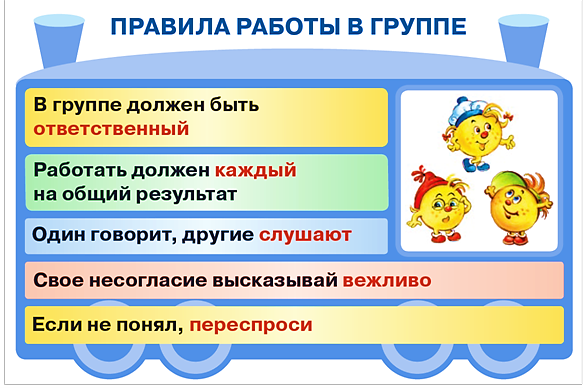 ПРАВИЛА РАБОТЫ В ГРУППЕ
В группе должен быть
ответственный
Работать должен каждый
на общий результат
Один говорит, другие слушают
Свое несогласие высказывай вежливо
Если не понял, переспроси